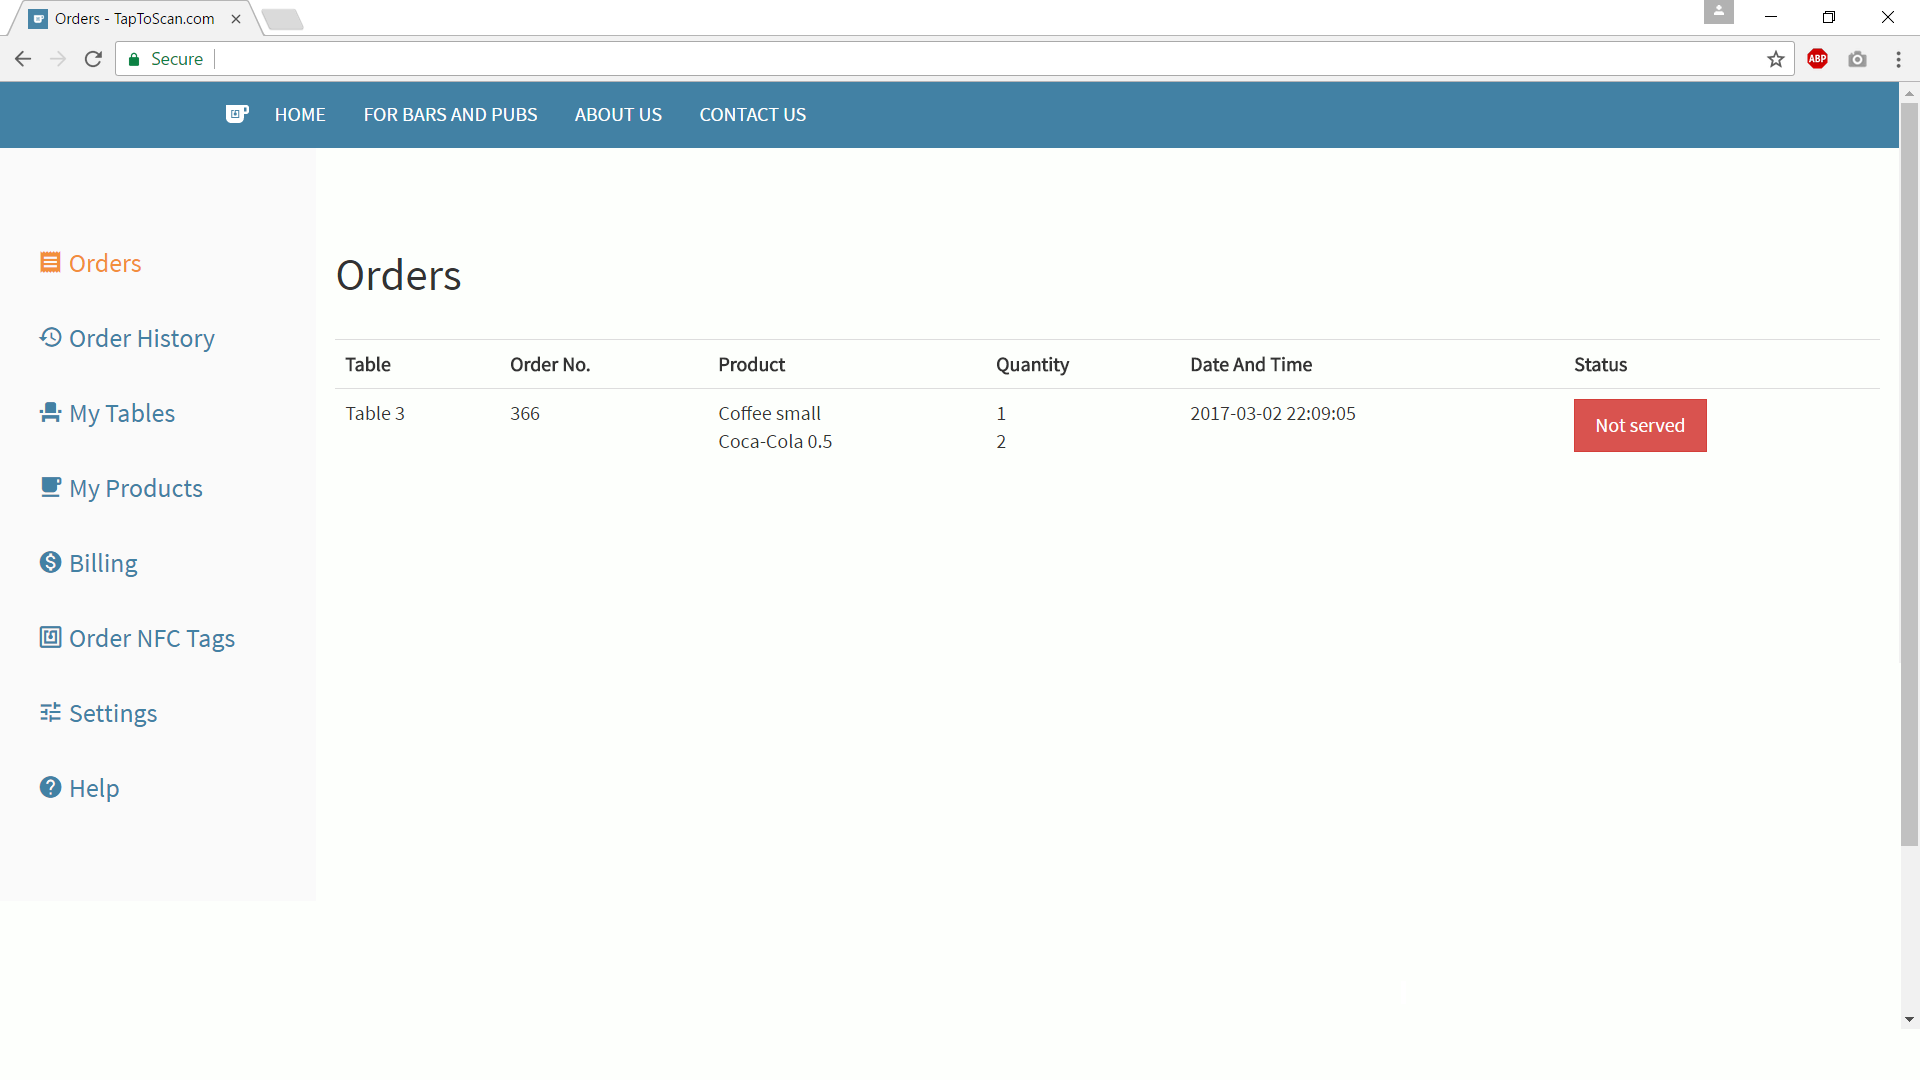 Orders - TapToScan.com
Secure
ABP
HOME FOR BARS AND PUBS ABOUT US CONTACT US
Orders
Order History
My Tables
My Products
Billing
Order NFC Tags
Settings
Help
Orders
Table Order No. Product Quantity Date And Time Status
Table 3 366 Coffee small 1 2017-03-02 22:09:05 Not served
Coca-Cola 0.5 2